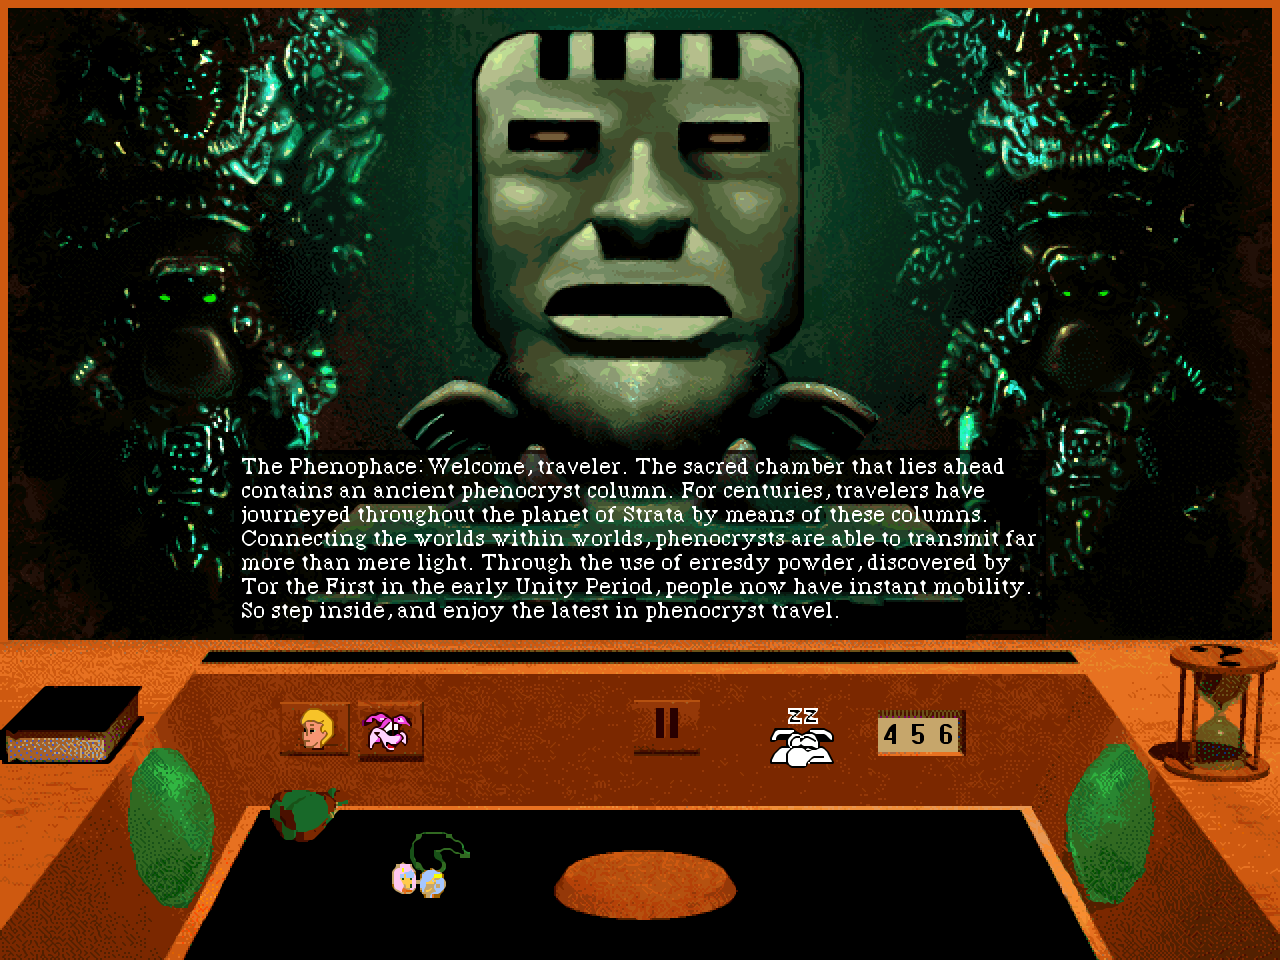 The Phenophace: Welcome, traveler. The sacred chamber that lies ahead
contains an ancient phenocryst column. For centuries, travelers have
journeyed throughout the planet of Strata by means of these columns.
Connecting the worlds within worlds, phenocrysts are able to transmit far
more than mere light. Through the use of erresdy powder, discovered by
Tor the First in the early Unity Period, people now have instant mobility.
So step inside, and enjoy the latest in phenocryst travel.
?
ZZ
4 5 6